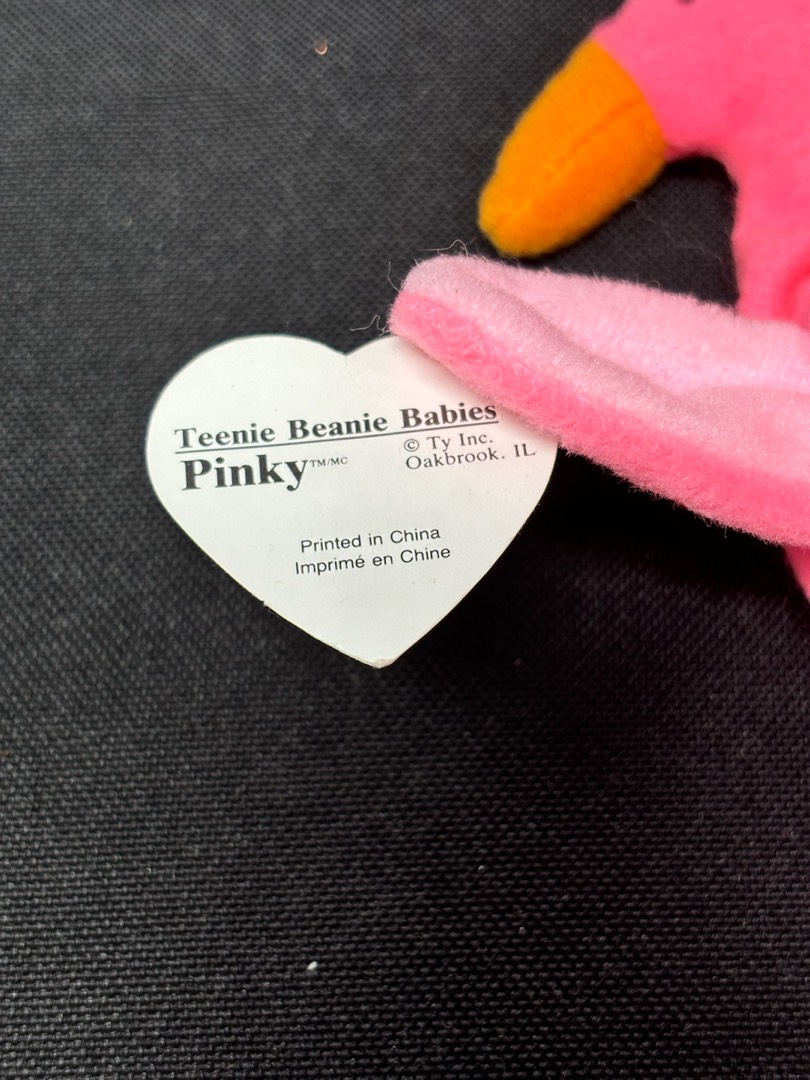 Teenie Beanie Babies
Pinky™/MC
© Ty Inc.
Oakbrook. IL
Printed in China
Imprimé en Chine